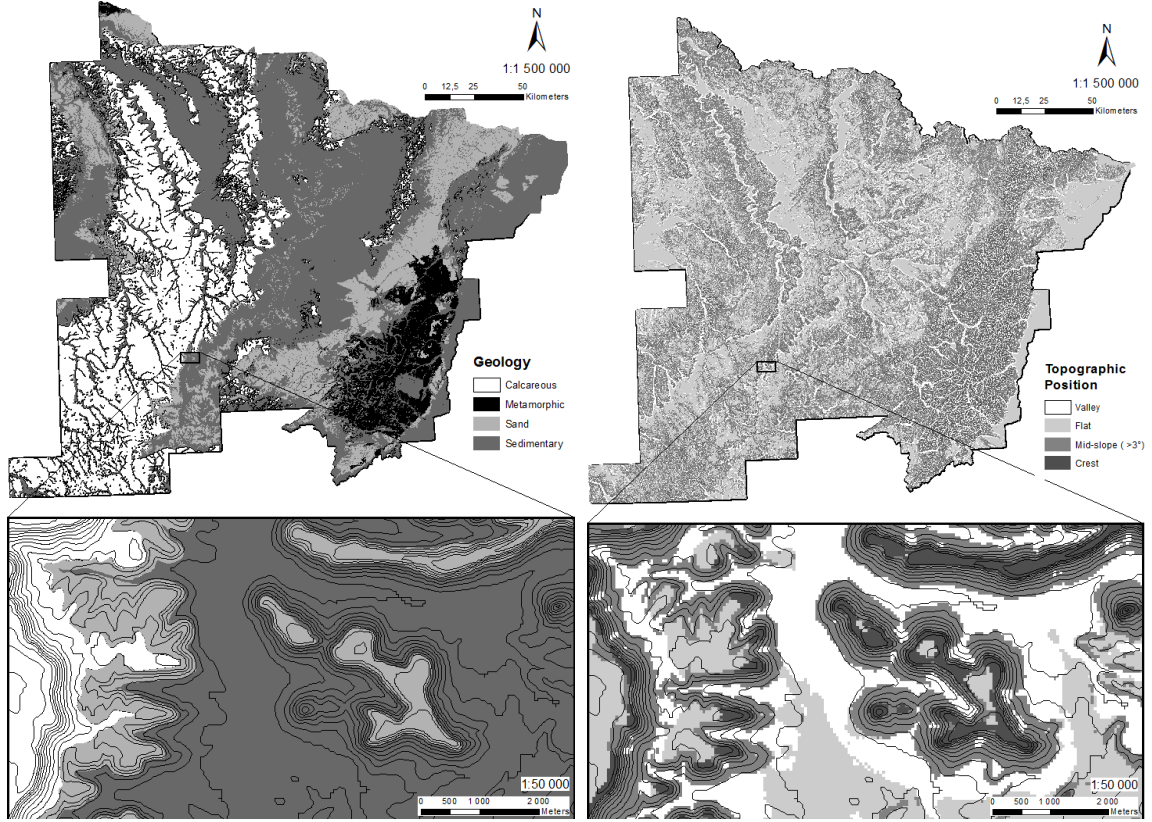 N
1:1 500 000
0 12,5 25 50
Kilometers
Geology
Calcareous
Metamorphic
Sand
Sedimentary
1:50 000
0 500 1 000 2 000
Meters
N
1:1 500 000
0 12,5 25 50
Kilometers
Topographic
Position
Valley
Flat
Mid-slope ( >3°)
Crest
1:50 000
0 500 1 000 2 000
Meters